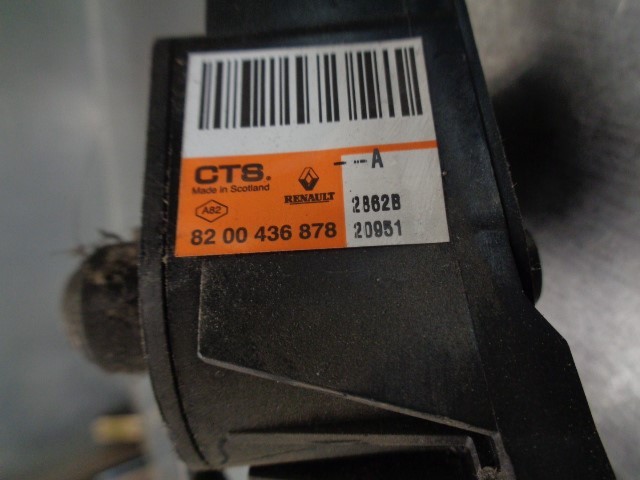 CTS.
Made in Scotland
A82
RENAULT
82 00 436 878
---A
2862B
20951